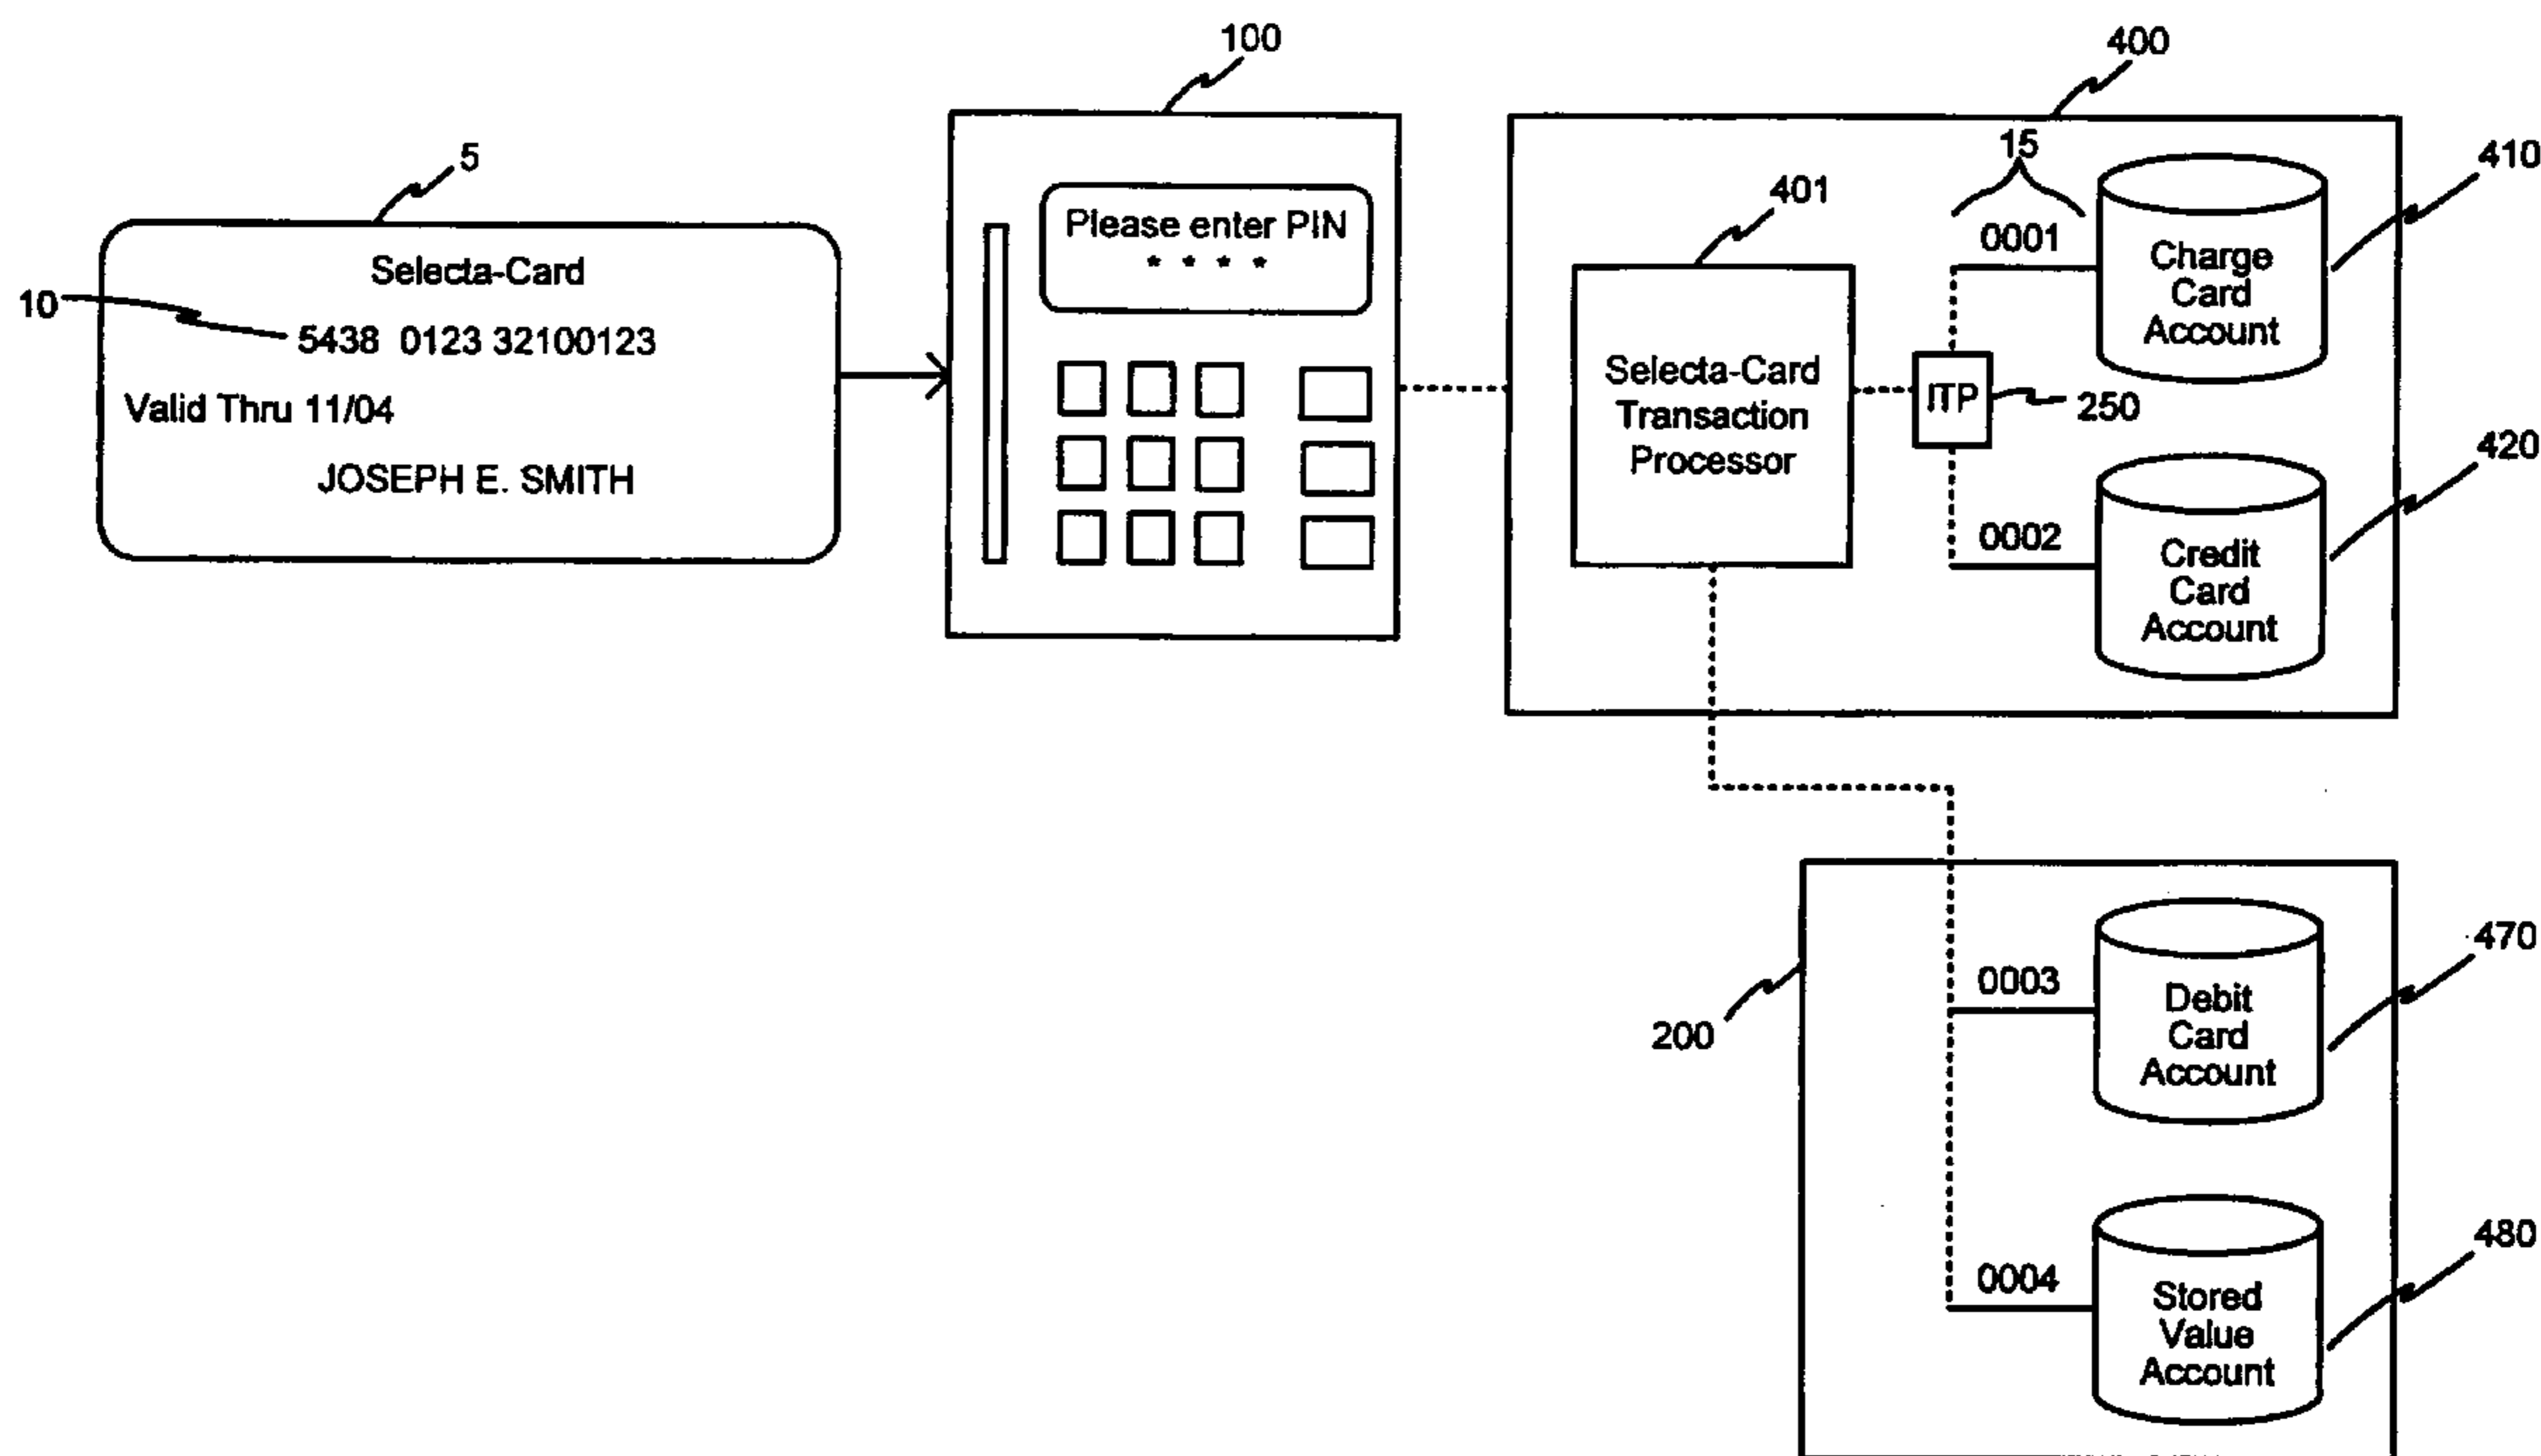 100
400
5
15
410
401
Please enter PIN
* * * *
0001
Selecta-Card
Charge
Card
Account
10
5438 0123 32100123
Selecta-Card
Transaction
Processor
ITP
250
Valid Thru 11/04
420
JOSEPH E. SMITH
0002
Credit
Card
Account
470
0003
Debit
Card
Account
200
480
0004
Stored
Value
Account